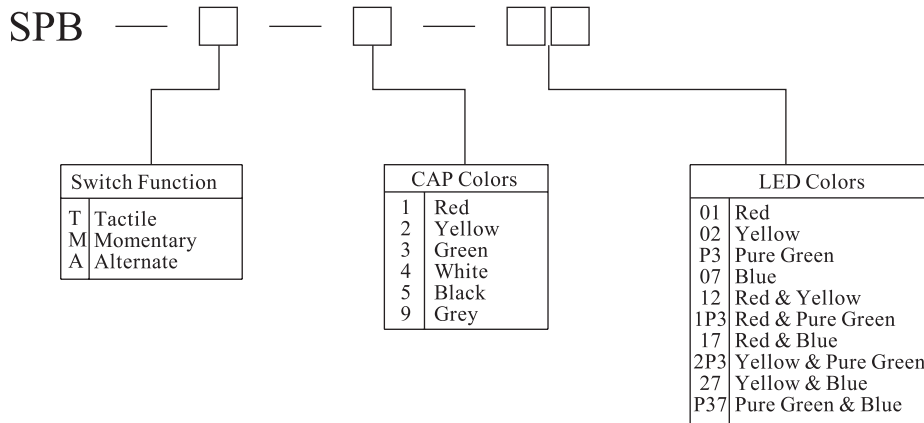 SPB — □ — □ — □□
Switch Function
T Tactile
M Momentary
A Alternate
CAP Colors
1 Red
2 Yellow
3 Green
4 White
5 Black
9 Grey
LED Colors
01 Red
02 Yellow
P3 Pure Green
07 Blue
12 Red & Yellow
1P3 Red & Pure Green
17 Red & Blue
2P3 Yellow & Pure Green
27 Yellow & Blue
P37 Pure Green & Blue